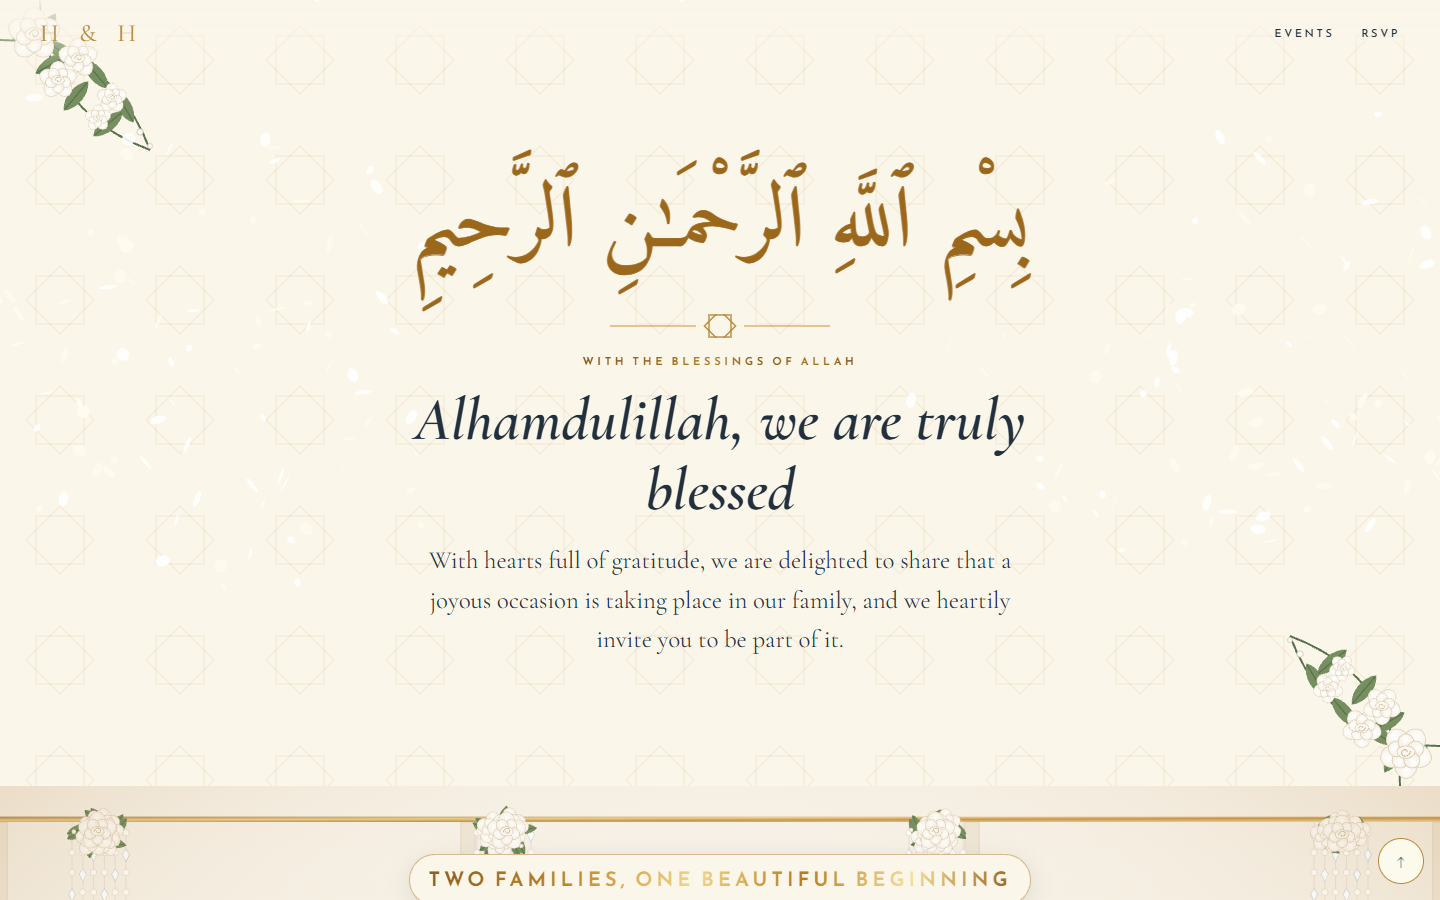 H & H
EVENTS RSVP
بِسْمِ ٱللَّهِ ٱلرَّحْمَـٰنِ ٱلرَّحِيمِ
WITH THE BLESSINGS OF ALLAH
Alhamdulillah, we are truly
blessed
With hearts full of gratitude, we are delighted to share that a
joyous occasion is taking place in our family, and we heartily
invite you to be part of it.
TWO FAMILIES, ONE BEAUTIFUL BEGINNING
↑